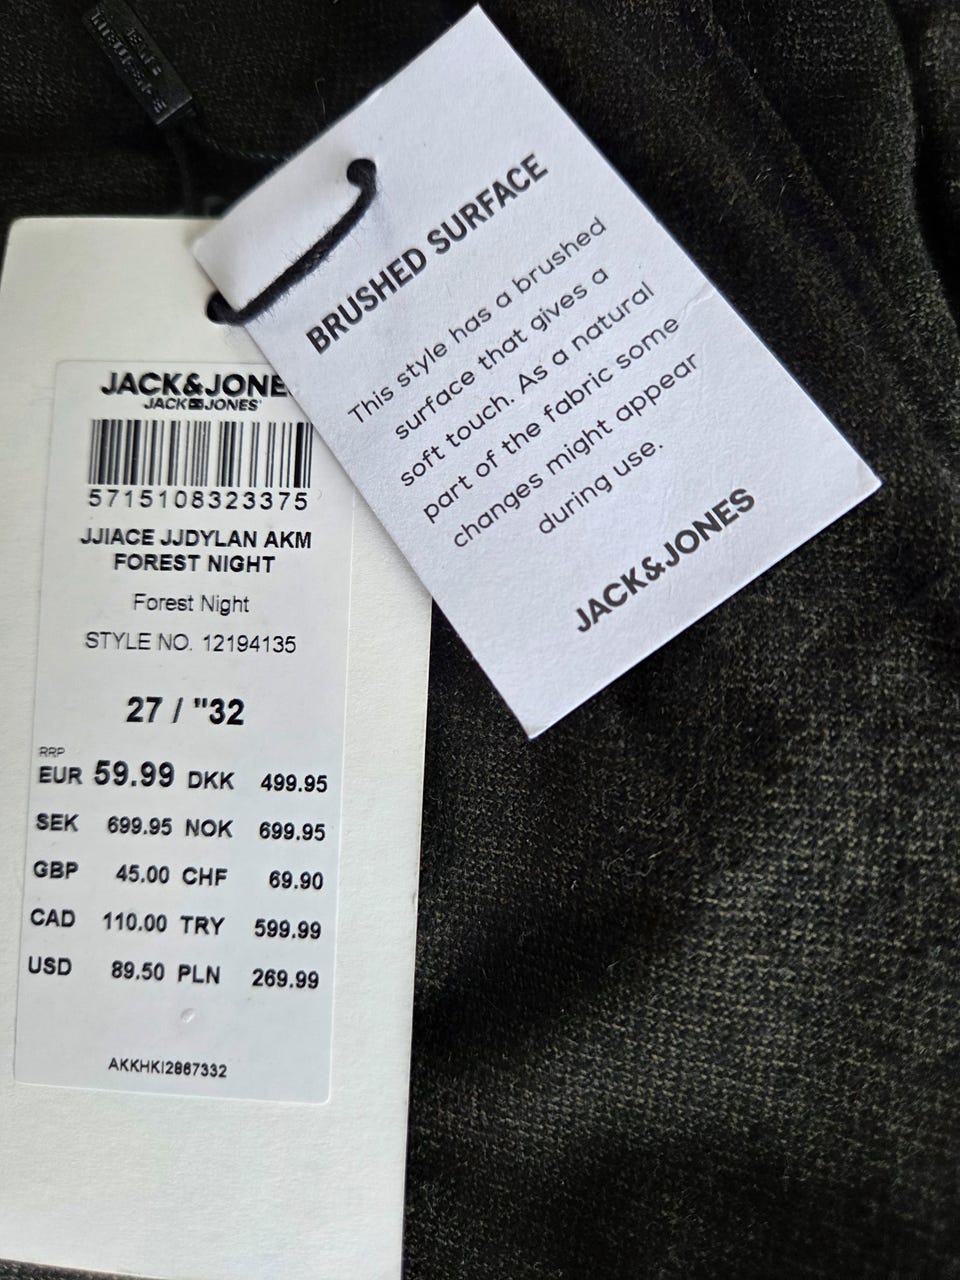 BRUSHED SURFACE
This style has a brushed
surface that gives a
soft touch. As a natural
part of the fabric some
changes might appear
during use.
JACK&JONES
JACK&JONE
JACK&JONES
5715108323375
JJIACE JJDYLAN AKM
FOREST NIGHT
Forest Night
STYLE NO. 12194135
27 / "32
RRP
EUR 59.99 DKK 499.95
SEK 699.95 NOK 699.95
GBP 45.00 CHF 69.90
CAD 110.00 TRY 599.99
USD 89.50 PLN 269.99
AKKHKI2867332